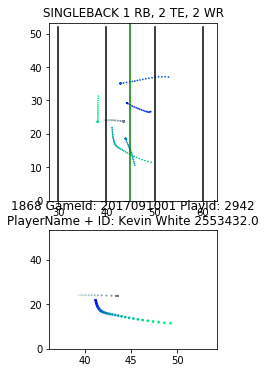 SINGLEBACK 1 RB, 2 TE, 2 WR
50
40
30
20
10
0
30 40 50 60
1868 GameId: 2017091001 PlayId: 2942
PlayerName + ID: Kevin White 2553432.0
40
20
0
40 45 50